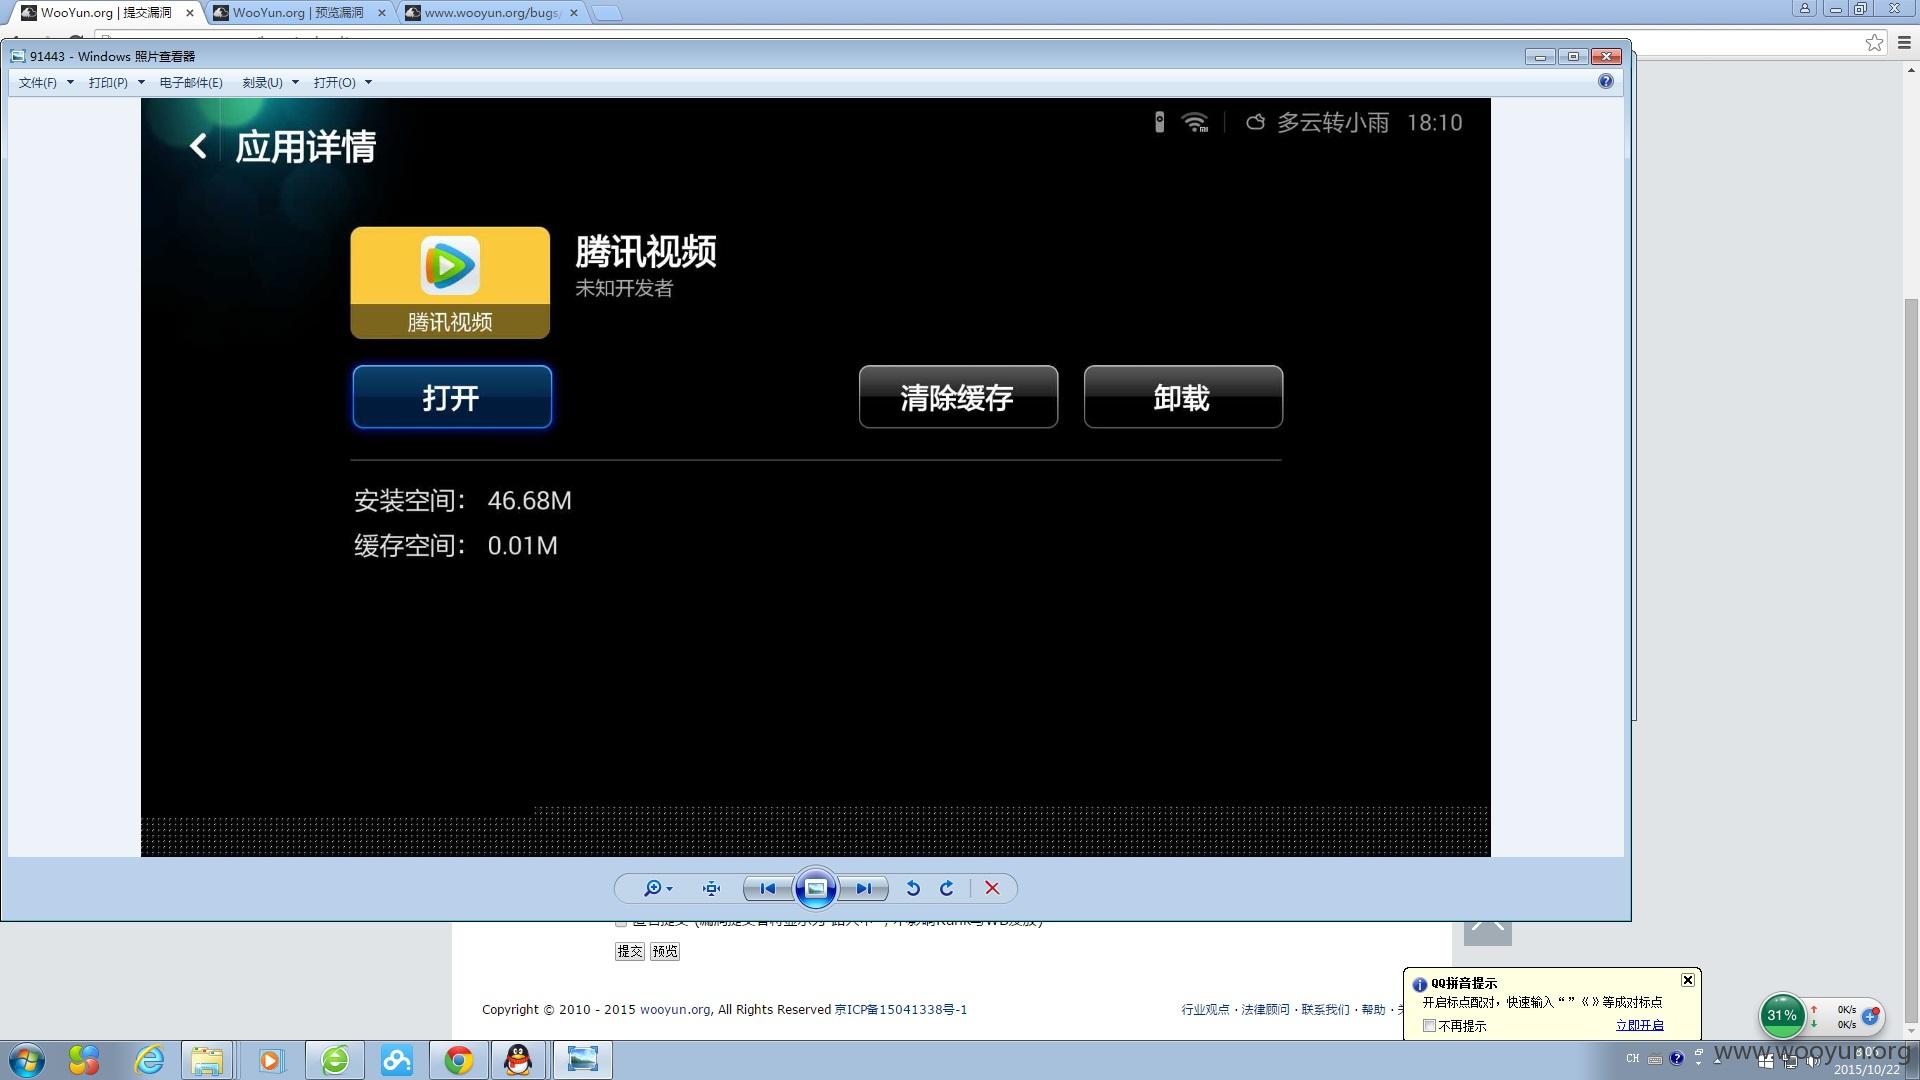 WooYun.org | 提交漏洞
WooYun.org | 预览漏洞
www.wooyun.org/bugs/
91443 - Windows 照片查看器
文件(F) 打印(P) 电子邮件(E) 刻录(U) 打开(O)
多云转小雨 18:10
应用详情
腾讯视频
未知开发者
腾讯视频
打开 清除缓存 卸载
安装空间： 46.68M
缓存空间： 0.01M
提交 预览
Copyright © 2010 - 2015 wooyun.org, All Rights Reserved 京ICP备15041338号-1
行业观点 · 法律顾问 · 联系我们 · 帮助 ·
QQ拼音提示
开启标点配对，快速输入“ ”《 》等成对标点
不再提示 立即开启
31% 0K/s
0K/s
CH
www.wooyun.org
2015/10/22